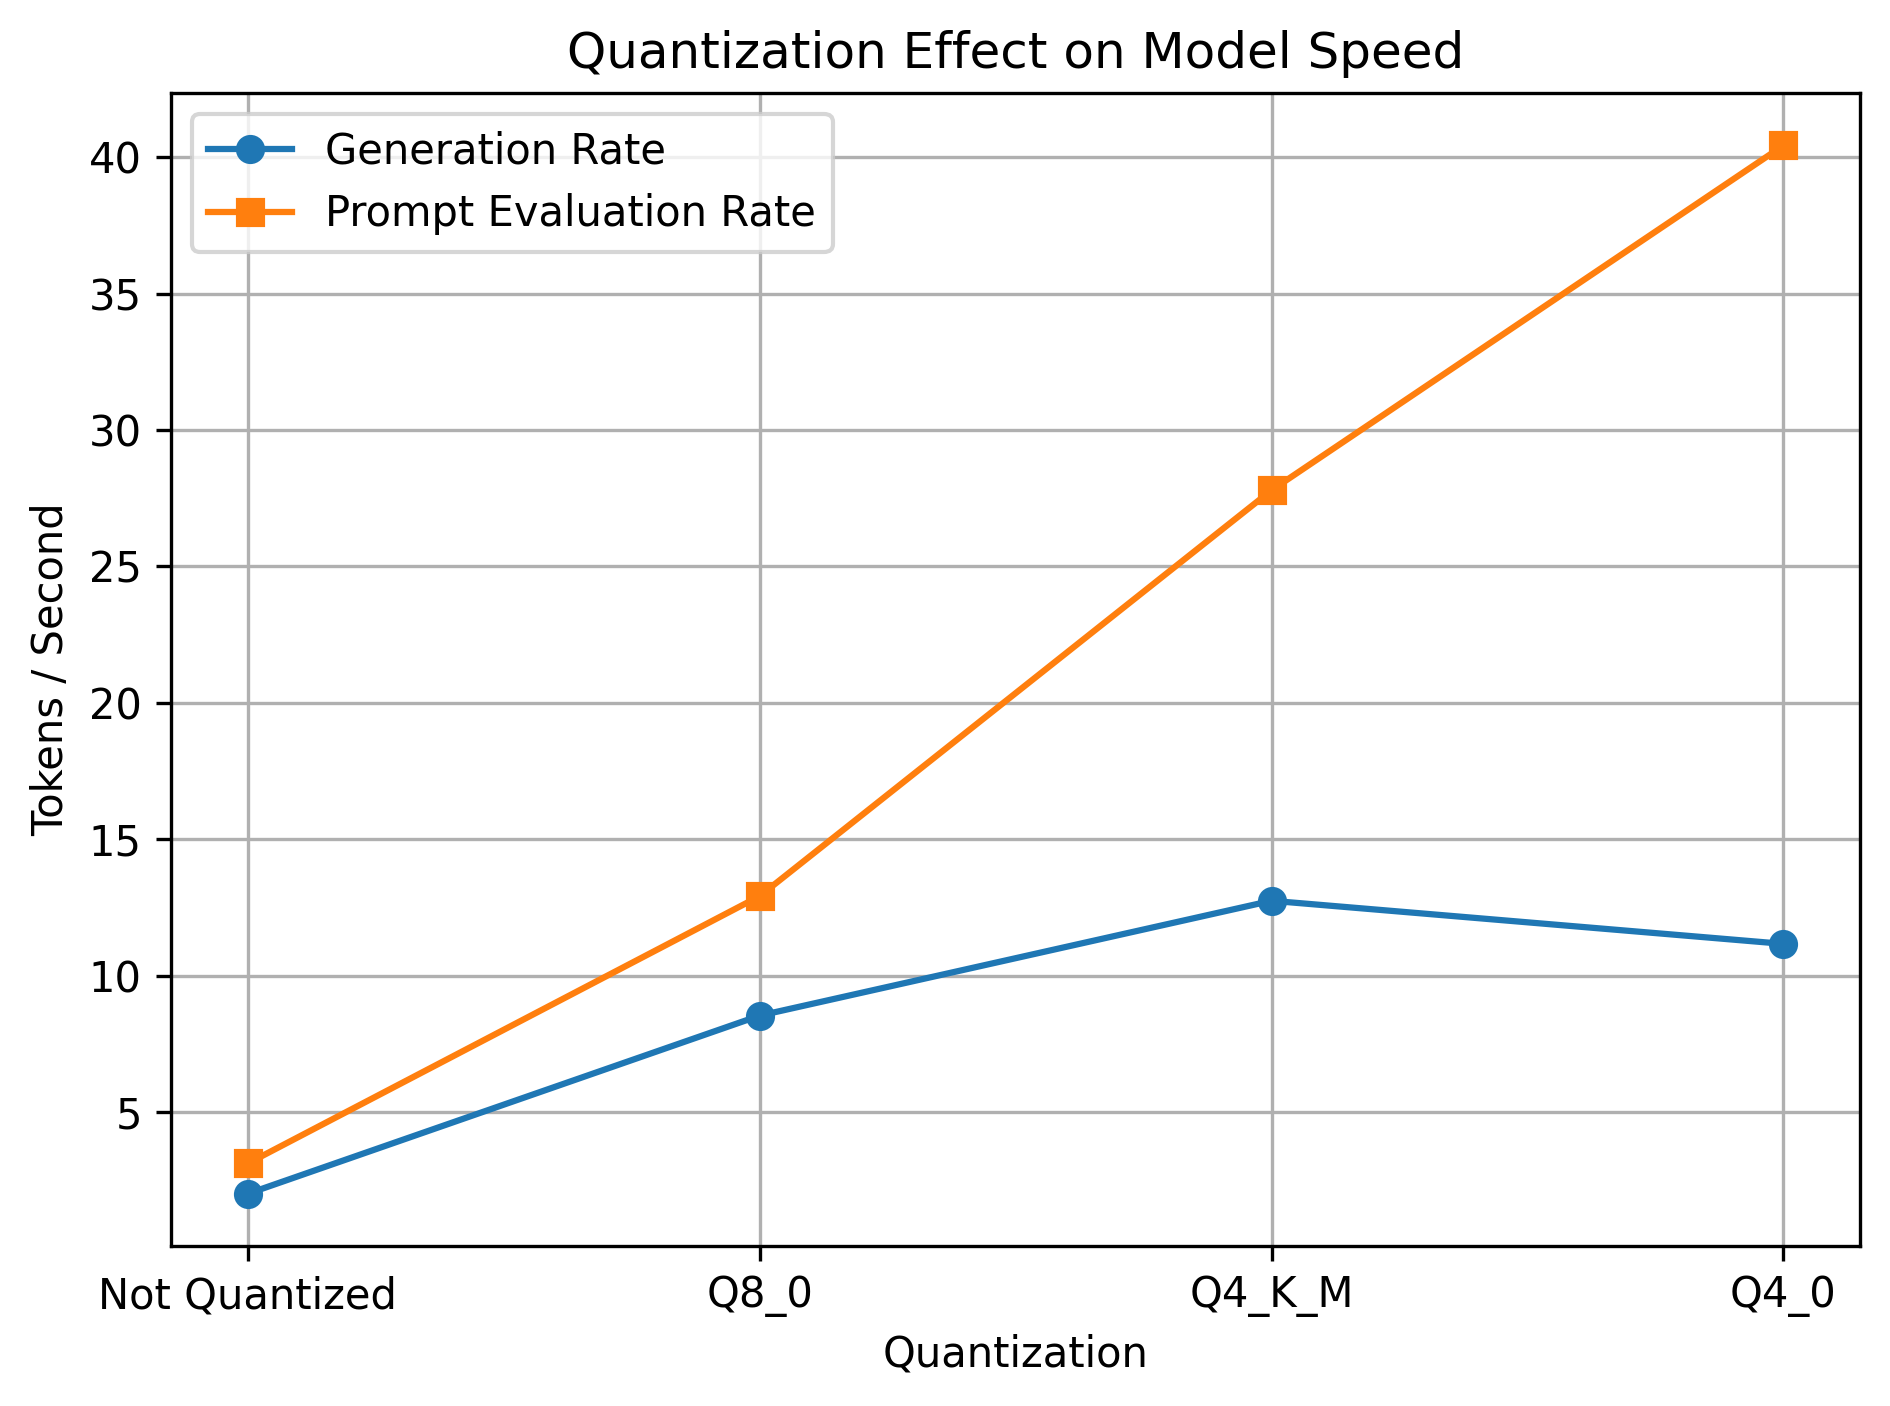 Quantization Effect on Model Speed
Generation Rate
Prompt Evaluation Rate
40
35
30
25
20
15
10
5
Tokens / Second
Not Quantized
Q8_0
Q4_K_M
Q4_0
Quantization